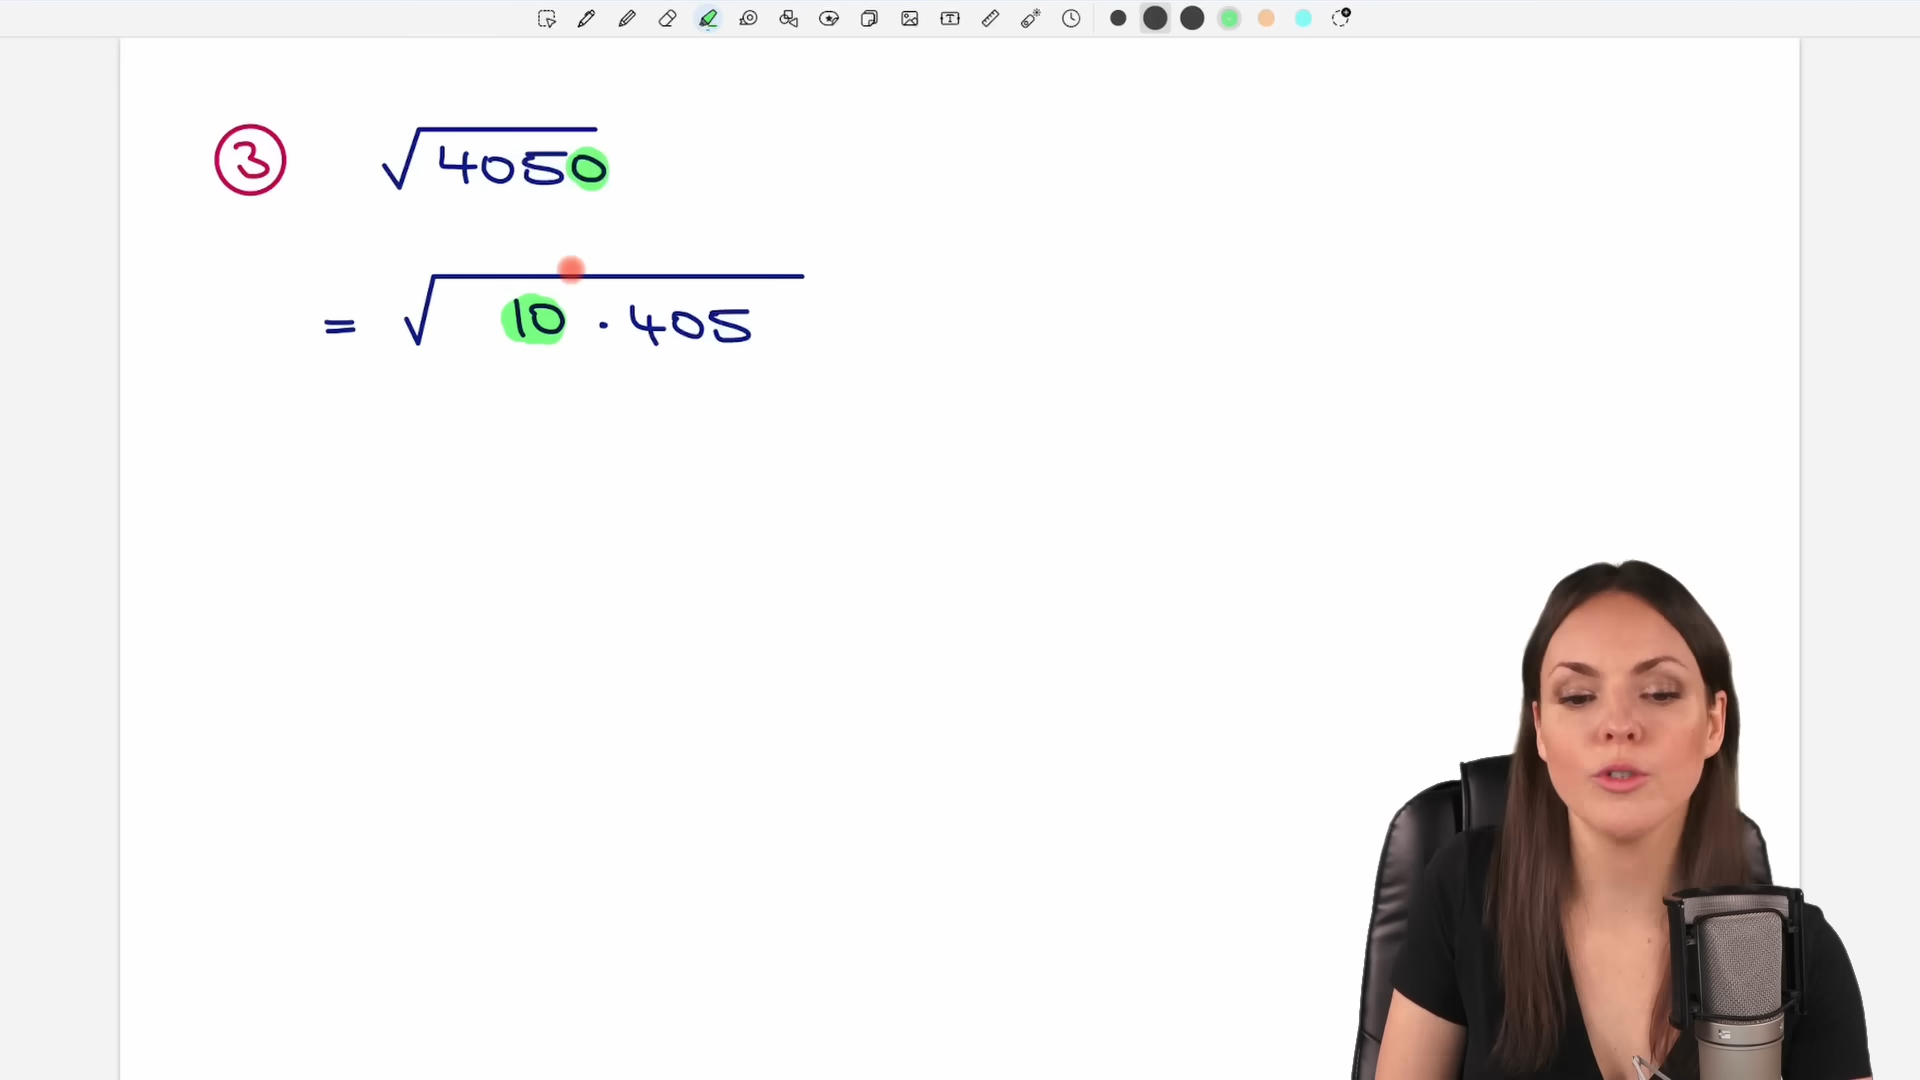 ③ √4050
= √10 · 405